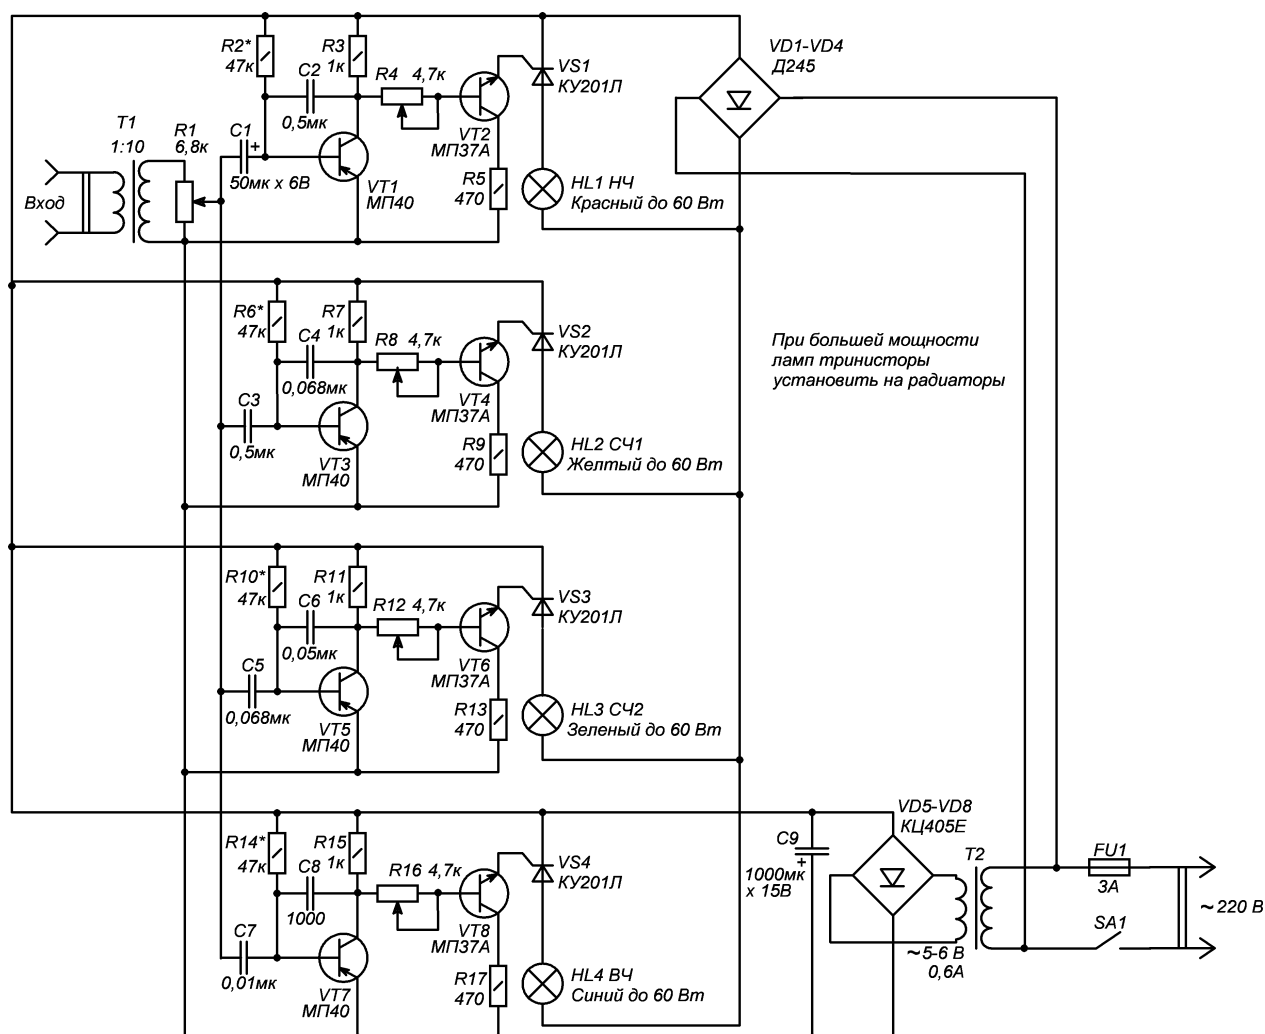 T1
1:10
Вход
R1
6,8к
C1
+
50мк x 6В
R2*
47к
R3
1к
C2
0,5мк
R4 4,7к
VT1
МП40
VT2
МП37А
R5
470
VS1
КУ201Л
HL1 НЧ
Красный до 60 Вт
VD1-VD4
Д245
R6*
47к
R7
1к
C4
0,068мк
R8 4,7к
C3
0,5мк
VT3
МП40
VT4
МП37А
R9
470
VS2
КУ201Л
HL2 СЧ1
Желтый до 60 Вт
При большей мощности
ламп тринисторы
установить на радиаторы
R10*
47к
R11
1к
C6
0,05мк
R12 4,7к
C5
0,068мк
VT5
МП40
VT6
МП37А
R13
470
VS3
КУ201Л
HL3 СЧ2
Зеленый до 60 Вт
R14*
47к
R15
1к
C8
1000
R16 4,7к
C7
0,01мк
VT7
МП40
VT8
МП37А
R17
470
VS4
КУ201Л
HL4 ВЧ
Синий до 60 Вт
C9
+
1000мк
x 15В
VD5-VD8
КЦ405Е
T2
~5-6 В
0,6А
FU1
3А
SA1
~220 В